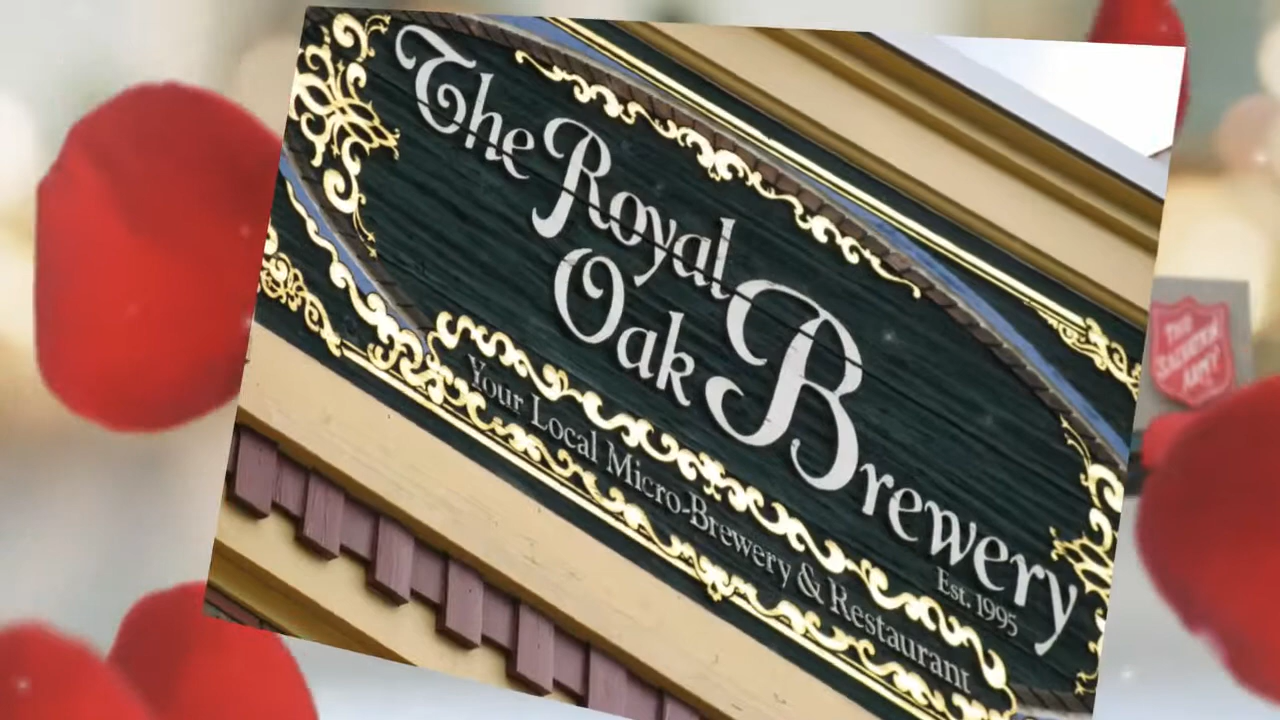 The Royal
Oak Brewery
Est. 1995
Your Local Micro-Brewery & Restaurant
THE
SALVATION
ARMY